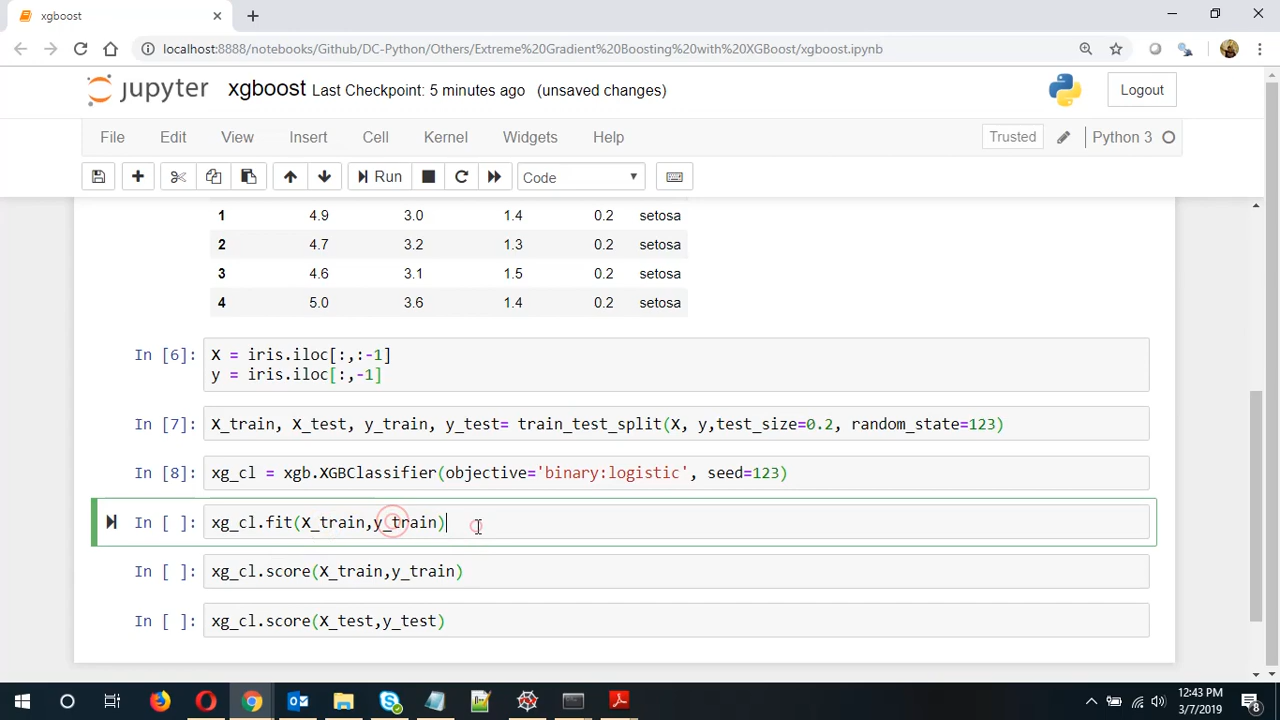 xgboost
localhost:8888/notebooks/Github/DC-Python/Others/Extreme%20Gradient%20Boosting%20with%20XGBoost/xgboost.ipynb
jupyter xgboost Last Checkpoint: 5 minutes ago (unsaved changes) Logout
File Edit View Insert Cell Kernel Widgets Help Trusted Python 3
Run Code
1 4.9 3.0 1.4 0.2 setosa
2 4.7 3.2 1.3 0.2 setosa
3 4.6 3.1 1.5 0.2 setosa
4 5.0 3.6 1.4 0.2 setosa
In [6]: X = iris.iloc[:,:-1]
y = iris.iloc[:,-1]
In [7]: X_train, X_test, y_train, y_test= train_test_split(X, y,test_size=0.2, random_state=123)
In [8]: xg_cl = xgb.XGBClassifier(objective='binary:logistic', seed=123)
In [ ]: xg_cl.fit(X_train,y_train)
In [ ]: xg_cl.score(X_train,y_train)
In [ ]: xg_cl.score(X_test,y_test)
12:43 PM
3/7/2019
8